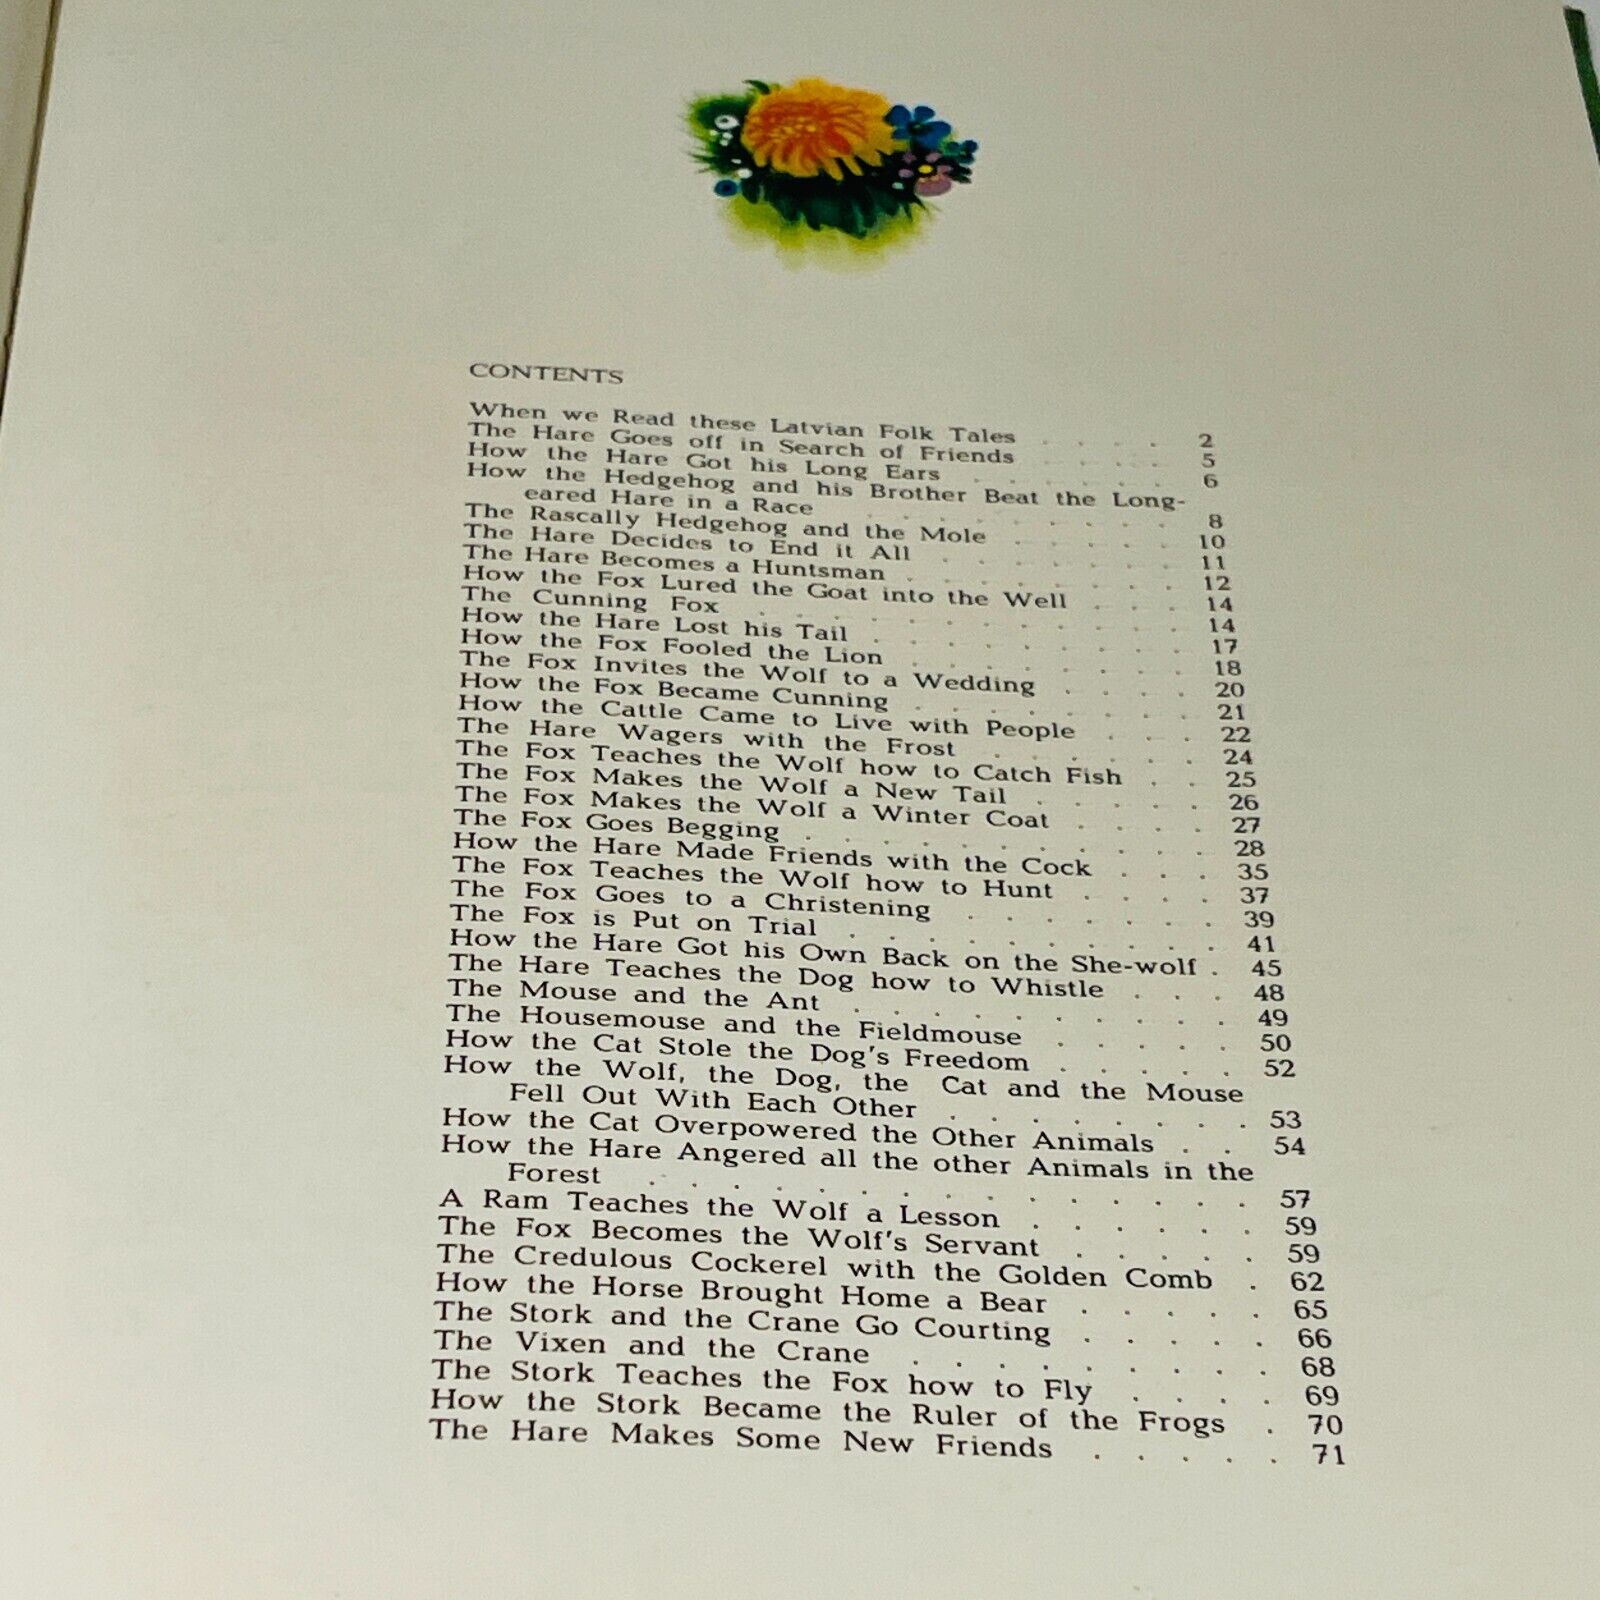 CONTENTS
When we Read these Latvian Folk Tales . . . . 2
The Hare Goes off in Search of Friends . . . . 5
How the Hare Got his Long Ears . . . . . . 6
How the Hedgehog and his Brother Beat the Long-
eared Hare in a Race . . . . . . . . 8
The Rascally Hedgehog and the Mole . . . . . 10
The Hare Decides to End it All . . . . . . . 11
The Hare Becomes a Huntsman . . . . . . . 12
How the Fox Lured the Goat into the Well . . . 14
The Cunning Fox . . . . . . . . . . 14
How the Hare Lost his Tail . . . . . . . . 17
How the Fox Fooled the Lion . . . . . . . 18
The Fox Invites the Wolf to a Wedding . . . . 20
How the Fox Became Cunning . . . . . . . 21
How the Cattle Came to Live with People . . . 22
The Hare Wagers with the Frost . . . . . . 24
The Fox Teaches the Wolf how to Catch Fish . . 25
The Fox Makes the Wolf a New Tail . . . . . 26
The Fox Makes the Wolf a Winter Coat . . . . 27
The Fox Goes Begging . . . . . . . . . 28
How the Hare Made Friends with the Cock . . . 35
The Fox Teaches the Wolf how to Hunt . . . . 37
The Fox Goes to a Christening . . . . . . . 39
The Fox is Put on Trial . . . . . . . . . 41
How the Hare Got his Own Back on the She-wolf . 45
The Hare Teaches the Dog how to Whistle . . . 48
The Mouse and the Ant . . . . . . . . . 49
The Housemouse and the Fieldmouse . . . . . 50
How the Cat Stole the Dog's Freedom . . . . . 52
How the Wolf, the Dog, the Cat and the Mouse
Fell Out With Each Other . . . . . . . . 53
How the Cat Overpowered the Other Animals . . 54
How the Hare Angered all the other Animals in the
Forest . . . . . . . . . . . . . . . 57
A Ram Teaches the Wolf a Lesson . . . . . . 59
The Fox Becomes the Wolf's Servant . . . . . 59
The Credulous Cockerel with the Golden Comb . 62
How the Horse Brought Home a Bear . . . . . 65
The Stork and the Crane Go Courting . . . . . 66
The Vixen and the Crane . . . . . . . . . 68
The Stork Teaches the Fox how to Fly . . . . 69
How the Stork Became the Ruler of the Frogs . 70
The Hare Makes Some New Friends . . . . . 71